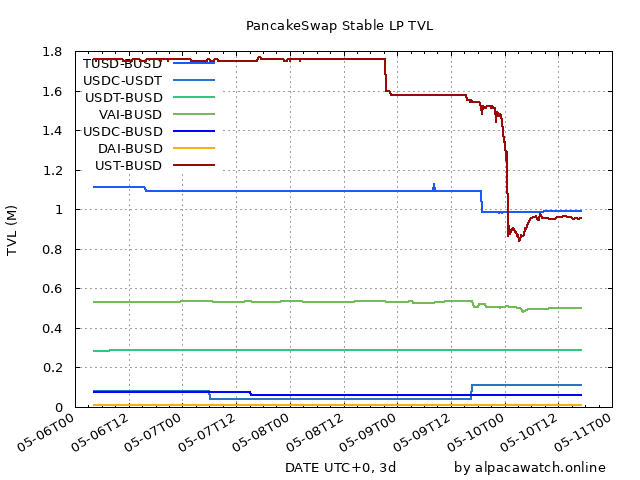 PancakeSwap Stable LP TVL
1.8
1.6
1.4
1.2
1
0.8
0.6
0.4
0.2
0
TVL (M)
TUSD-BUSD
USDC-USDT
USDT-BUSD
VAI-BUSD
USDC-BUSD
DAI-BUSD
UST-BUSD
05-06T00
05-06T12
05-07T00
05-07T12
05-08T00
05-08T12
05-09T00
05-09T12
05-10T00
05-10T12
05-11T00
DATE UTC+0, 3d
by alpacawatch.online